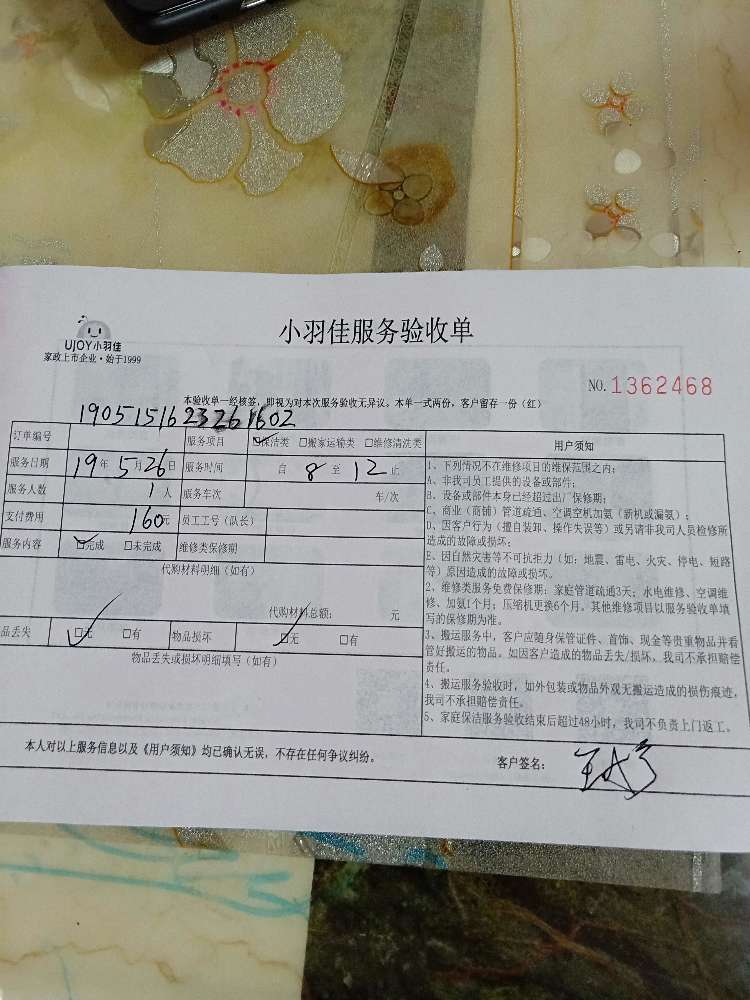 UJOY小羽佳
家政上市企业·始于1999
小羽佳服务验收单
NO.1362468
本验收单一经核签，即视为对本次服务验收无异议。本单一式两份，客户留存一份（红）
订单编号 190515162326 1602
服务项目 ☑保洁类 □搬家运输类 □维修清洗类
服务日期 19年5月26日 服务时间 自 8 至 12 止
服务人数 1人 服务车次 车/次
支付费用 160元 员工工号（队长）
服务内容 ☑完成 □未完成 维修类保修期
代购材料明细（如有）
代购材料总额： 元
品丢失 ☑无 □有 物品损坏 ☑无 □有
物品丢失或损坏明细填写（如有）
用户须知
1、下列情况不在维修项目的维保范围之内：
A、非我司员工提供的设备或部件；
B、设备或部件本身已经超过出厂保修期；
C、商业（商铺）管道疏通、空调空机加氨（新机或漏氨）；
D、因客户行为（擅自装卸、操作失误等）或另请非我司人员检修所
造成的故障或损坏；
E、因自然灾害等不可抗拒力（如：地震、雷电、火灾、停电、短路
等）原因造成的故障或损坏。
2、维修类服务免费保修期：家庭管道疏通3天；水电维修、空调维
修、加氨1个月；压缩机更换6个月。其他维修项目以服务验收单填
写的保修期为准。
3、搬运服务中，客户应随身保管证件、首饰、现金等贵重物品并看
管好搬运的物品。如因客户造成的物品丢失/损坏，我司不承担赔偿
责任。
4、搬运服务验收时，如外包装或物品外观无搬运造成的损伤痕迹，
我司不承担赔偿责任。
5、家庭保洁服务验收结束后超过48小时，我司不负责上门返工。
本人对以上服务信息以及《用户须知》均已确认无误，不存在任何争议纠纷。
客户签名：